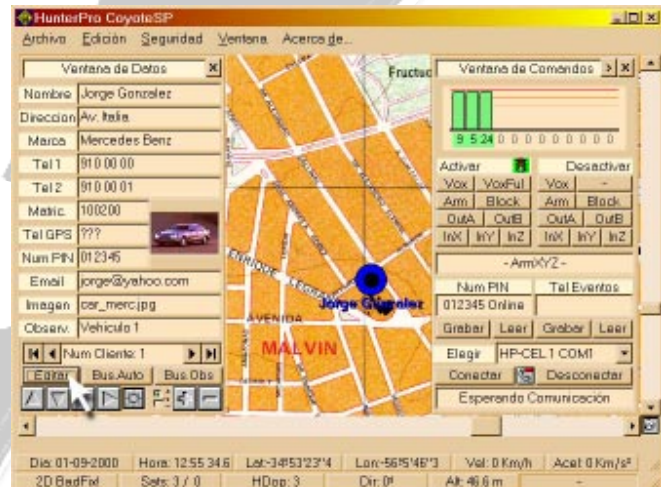 HunterPro CoyoteSP
Archivo Edición Seguridad Ventana Acerca de...
Ventana de Datos
Nombre Jorge Gonzalez
Direccion Av. Italia
Marca Mercedes Benz
Tel 1 910 00 00
Tel 2 910 00 01
Matric. 100200
Tel GPS ???
Num PIN 012345
Email jorge@yahoo.com
Imagen car_merc.jpg
Observ. Vehiculo 1
Num Cliente: 1
Editar Bus.Auto Bus.Obs
Fructuo
ENRIQUE
Jorge Gonzalez
AVENIDA
MALVIN
Ventana de Comandos
9 5 24 0 0 0 0 0 0 0 0 0
Activar Desactivar
Vox VoxFul Vox -
Arm Block Arm Block
OutA OutB OutA OutB
InX InY InZ InX InY InZ
- ArmXYZ -
Num PIN Tel Eventos
012345 Online
Grabar Leer Grabar Leer
Elegir HP-CEL 1 COM1
Conectar Desconectar
Esperando Comunicación
Dia: 01-09-2000 Hora: 12:55 34.6 Lat:-34º53'23"4 Lon:-56º5'46"3 Vel: 0 Km/h Acel: 0 Km/s²
2D BadFix! Sats: 3 / 0 HDop: 3 Dir: 0º Alt: 46.6 m -